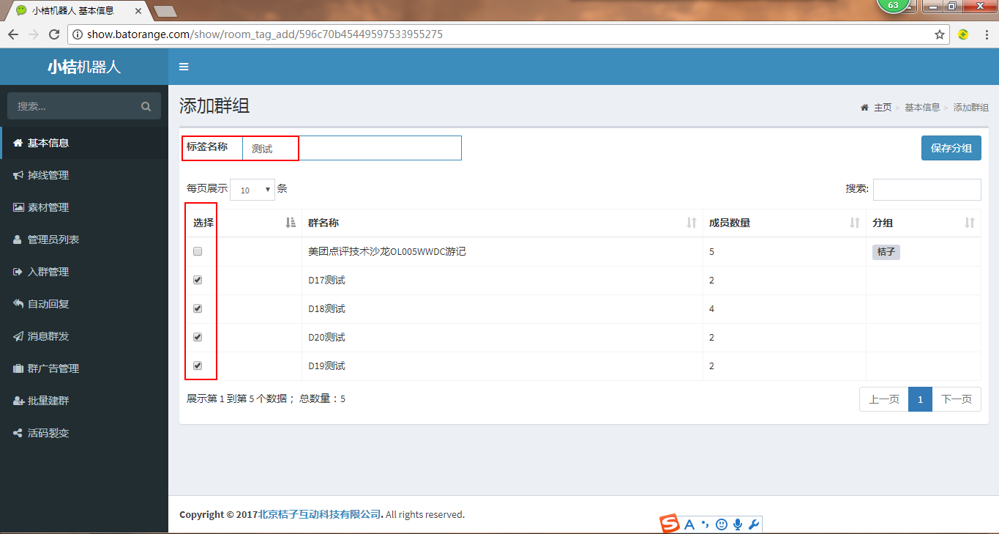 小桔机器人 基本信息
63
show.batorange.com/show/room_tag_add/596c70b45449597533955275
小桔机器人
搜索...
基本信息
掉线管理
素材管理
管理员列表
入群管理
自动回复
消息群发
群广告管理
批量建群
活码裂变
添加群组
主页 > 基本信息 > 添加群组
标签名称 测试
保存分组
每页展示 10 条
搜索:
选择 群名称 成员数量 分组
美团点评技术沙龙OL005WWDC游记 5 桔子
D17测试 2
D18测试 4
D20测试 2
D19测试 2
展示第 1 到第 5 个数据 ；总数量：5
上一页 1 下一页
Copyright © 2017北京桔子互动科技有限公司. All rights reserved.
S A